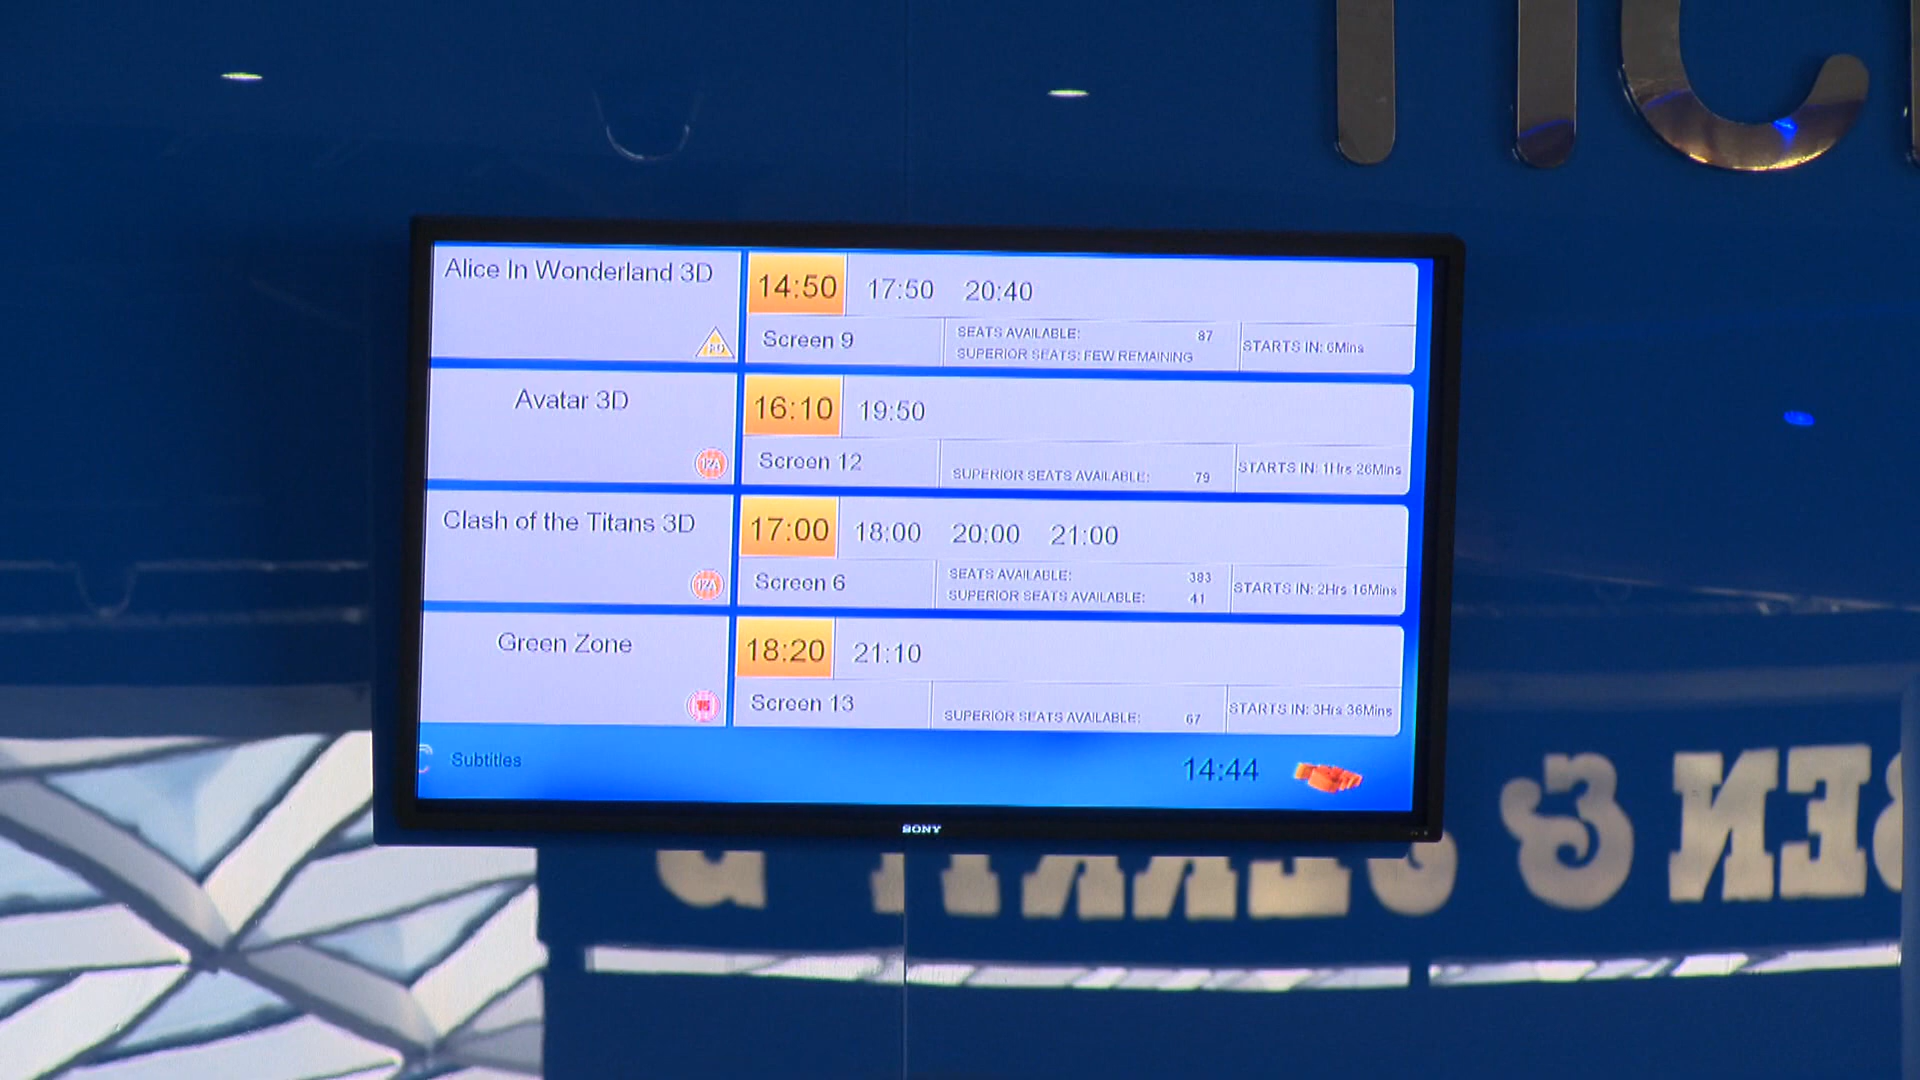 Alice In Wonderland 3D
PG
14:50 17:50 20:40
Screen 9
SEATS AVAILABLE: 87
SUPERIOR SEATS: FEW REMAINING
STARTS IN: 6Mins
Avatar 3D
12A
16:10 19:50
Screen 12
SUPERIOR SEATS AVAILABLE: 79
STARTS IN: 1Hrs 26Mins
Clash of the Titans 3D
12A
17:00 18:00 20:00 21:00
Screen 6
SEATS AVAILABLE: 383
SUPERIOR SEATS AVAILABLE: 41
STARTS IN: 2Hrs 16Mins
Green Zone
15
18:20 21:10
Screen 13
SUPERIOR SEATS AVAILABLE: 67
STARTS IN: 3Hrs 36Mins
Subtitles
14:44
SONY